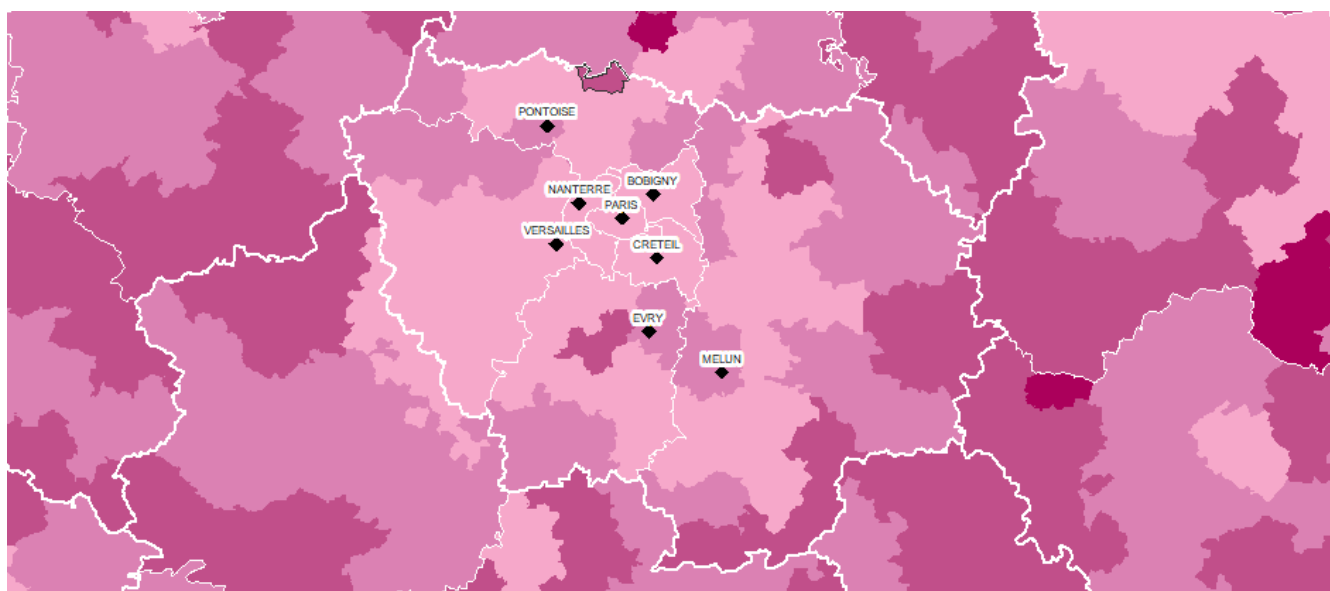 PONTOISE
BOBIGNY
NANTERRE
PARIS
VERSAILLES
CRETEIL
EVRY
MELUN